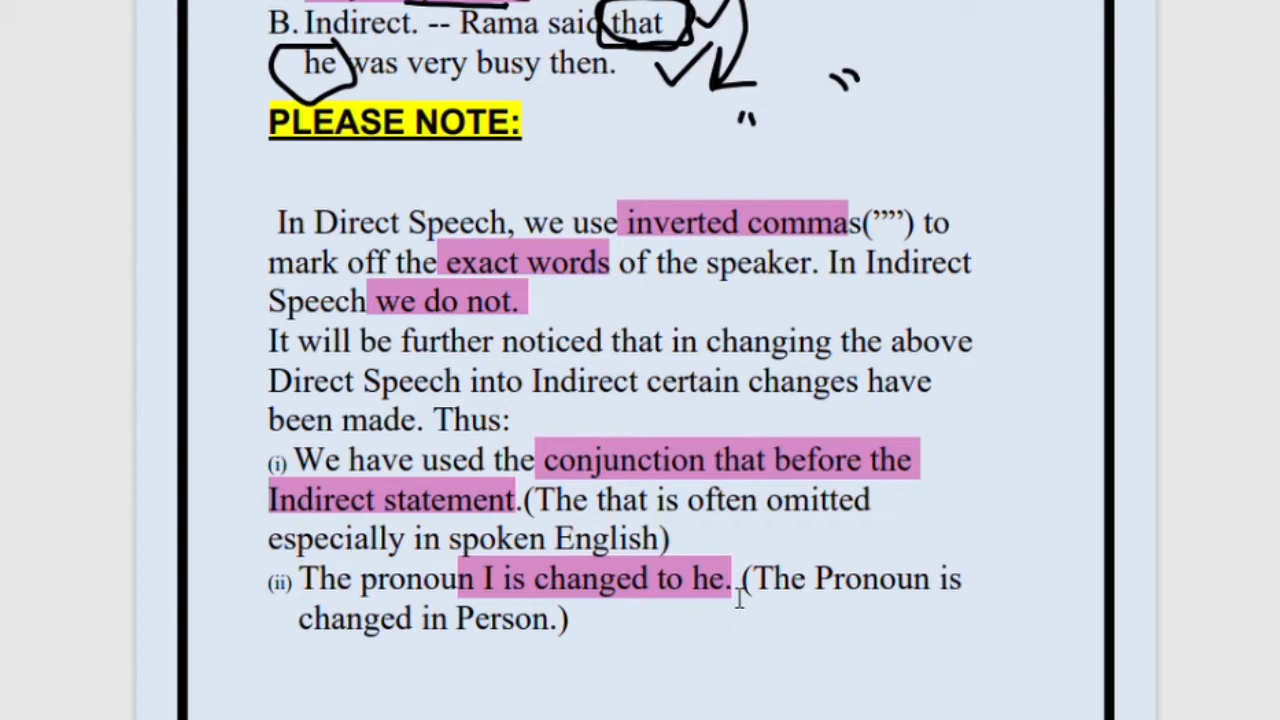 B. Indirect. -- Rama said that
he was very busy then.
PLEASE NOTE:
In Direct Speech, we use inverted commas(””) to
mark off the exact words of the speaker. In Indirect
Speech we do not.
It will be further noticed that in changing the above
Direct Speech into Indirect certain changes have
been made. Thus:
(i) We have used the conjunction that before the
Indirect statement.(The that is often omitted
especially in spoken English)
(ii) The pronoun I is changed to he. (The Pronoun is
changed in Person.)